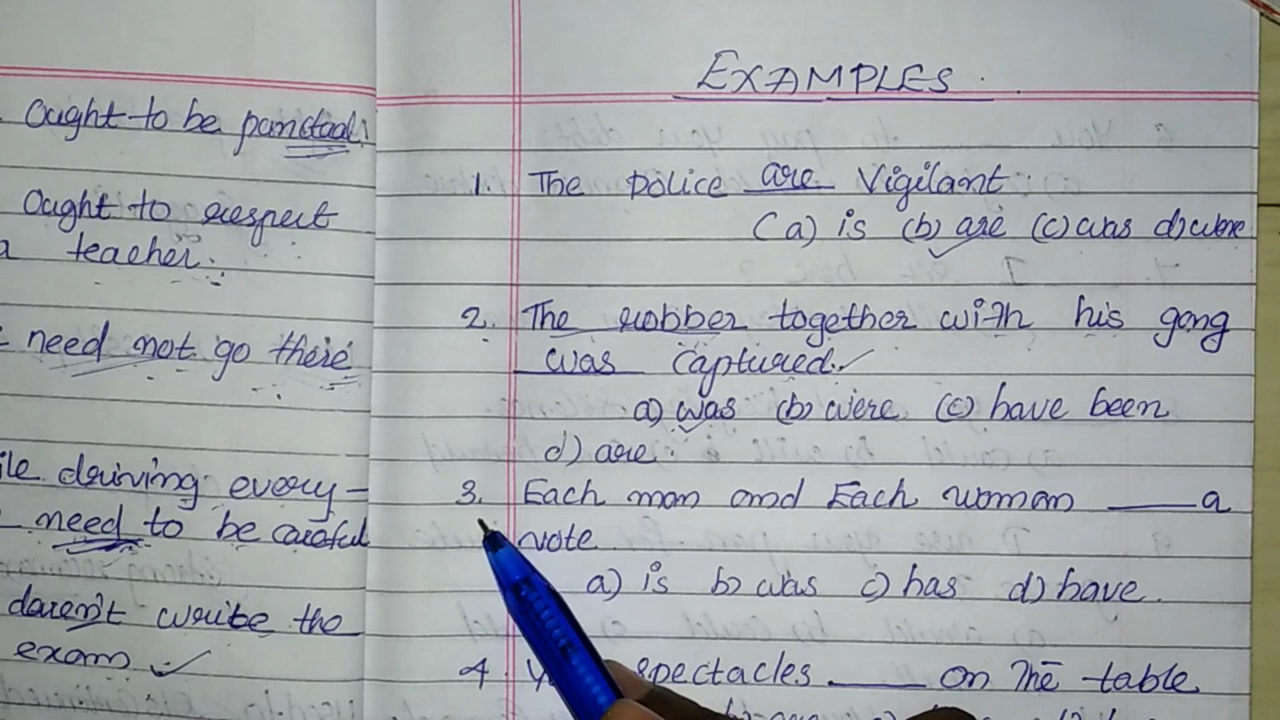 Ought to be punctual.
Ought to respect
a teacher.
need not go there
ile driving every-
need to be careful
daren't write the
exam
EXAMPLES.
1. The police are Vigilant.
(a) is (b) are (c) was d) were
2. The robber together with his gang
was captured.
a) was (b) were (c) have been
d) are.
3. Each man and Each woman ____ a
vote
a) is b) was c) has d) have.
4. spectacles ____ on The table